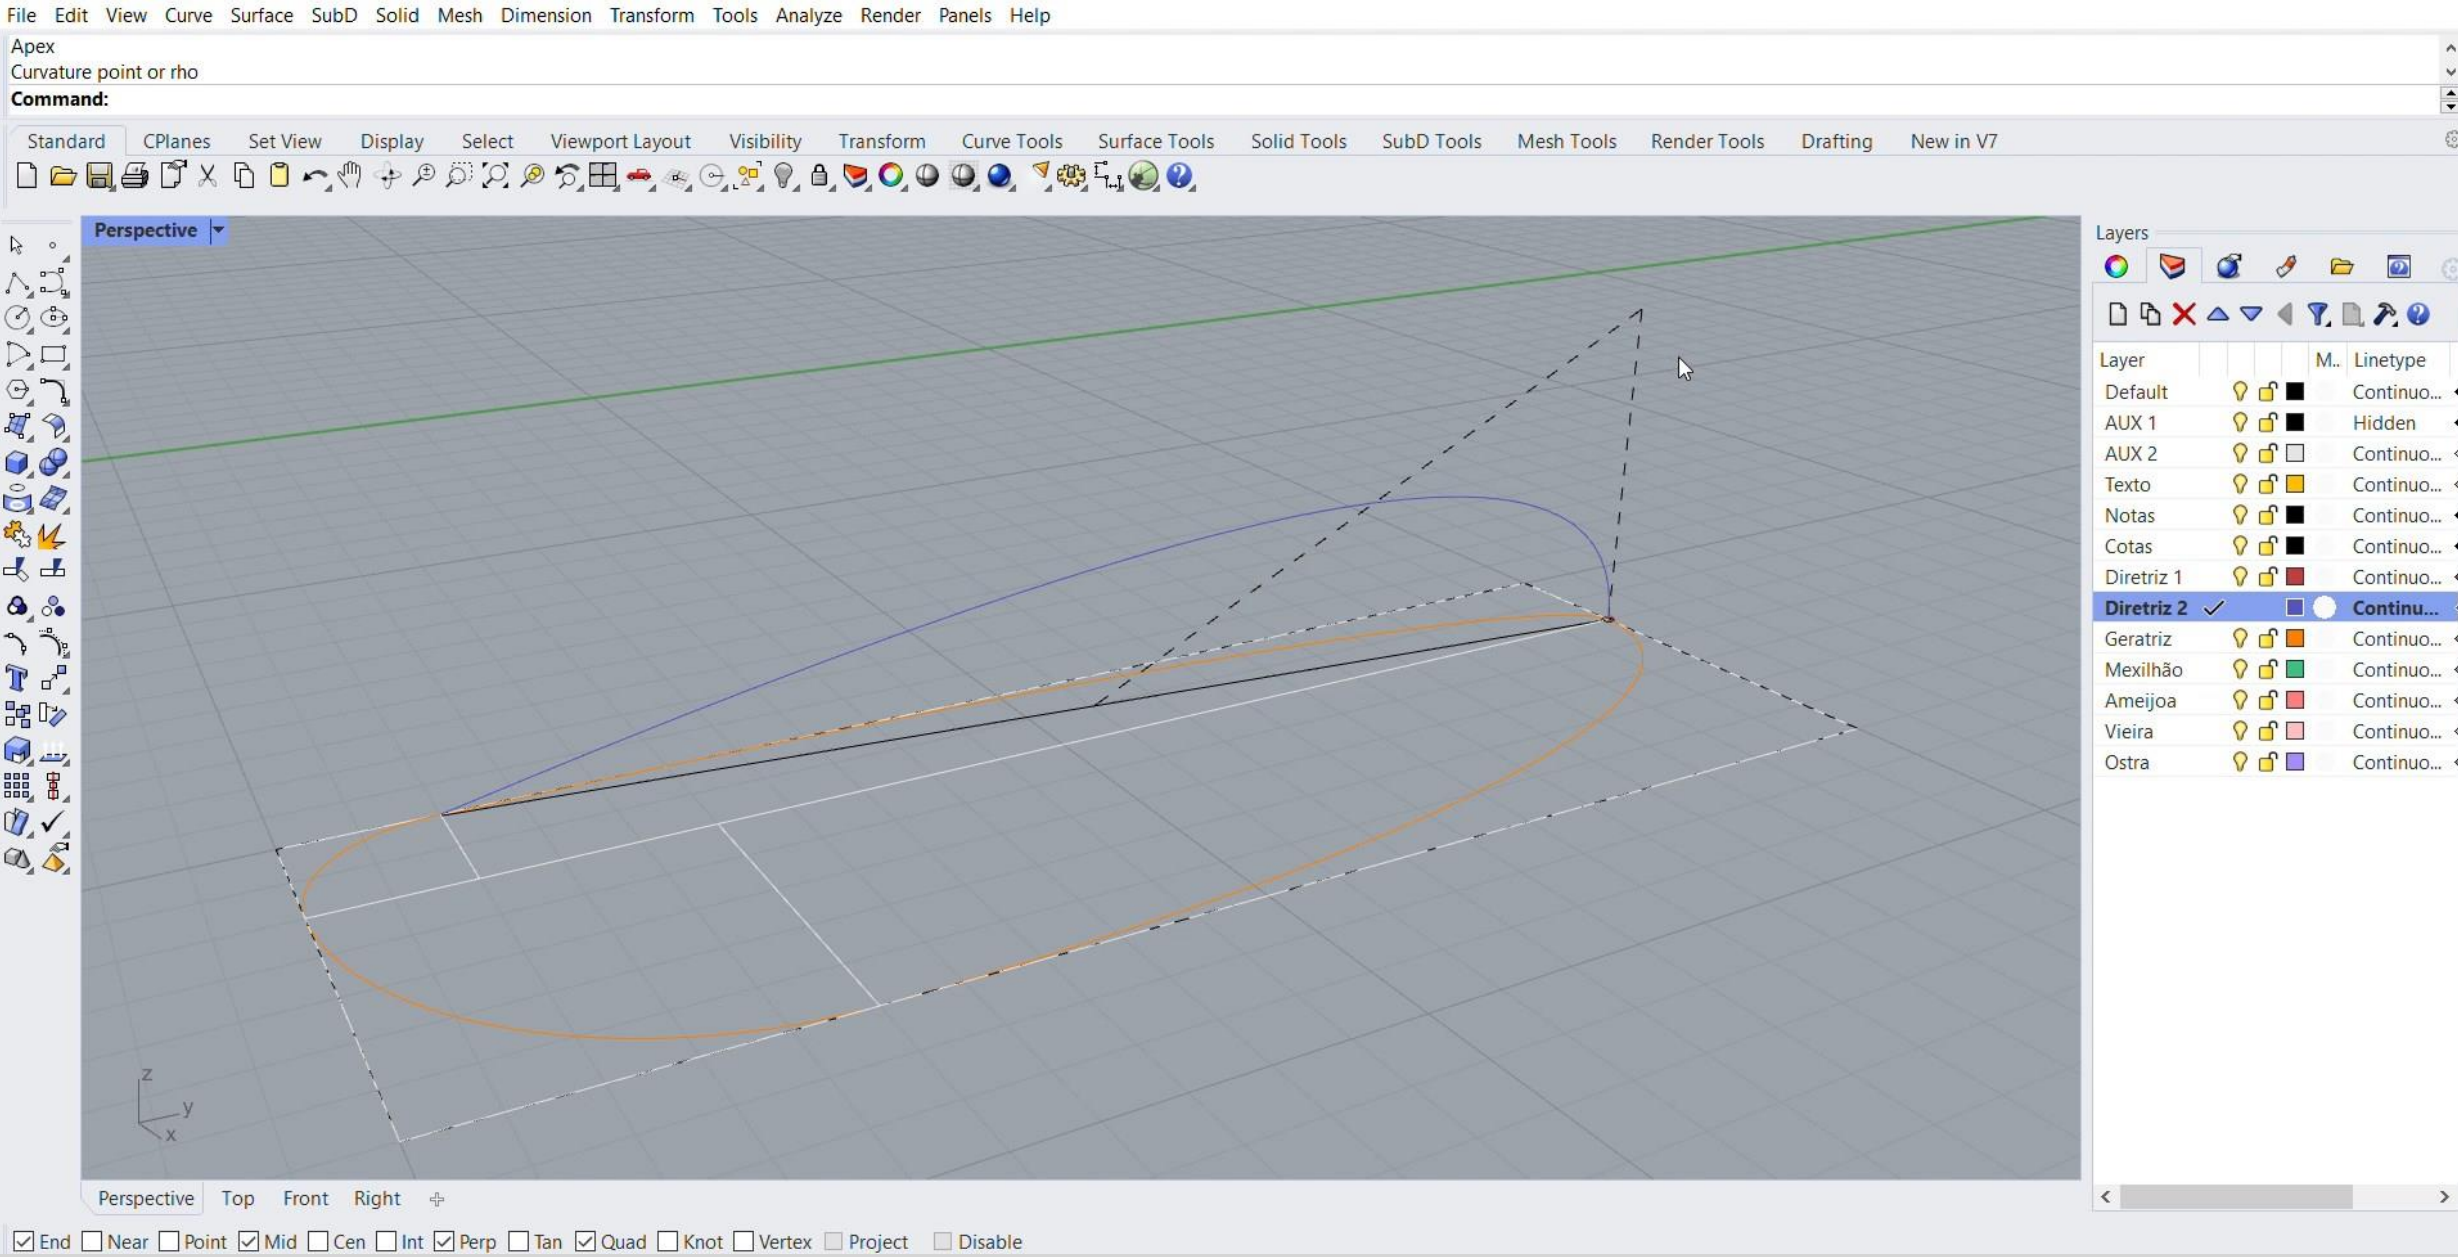 File Edit View Curve Surface SubD Solid Mesh Dimension Transform Tools Analyze Render Panels Help
Apex
Curvature point or rho
Command:
Standard CPlanes Set View Display Select Viewport Layout Visibility Transform Curve Tools Surface Tools Solid Tools SubD Tools Mesh Tools Render Tools Drafting New in V7
Perspective
Layers
Layer M.. Linetype
Default Continuo...
AUX 1 Hidden
AUX 2 Continuo...
Texto Continuo...
Notas Continuo...
Cotas Continuo...
Diretriz 1 Continuo...
Diretriz 2 Continu...
Geratriz Continuo...
Mexilhão Continuo...
Ameijoa Continuo...
Vieira Continuo...
Ostra Continuo...
z
y
x
Perspective Top Front Right
End Near Point Mid Cen Int Perp Tan Quad Knot Vertex Project Disable